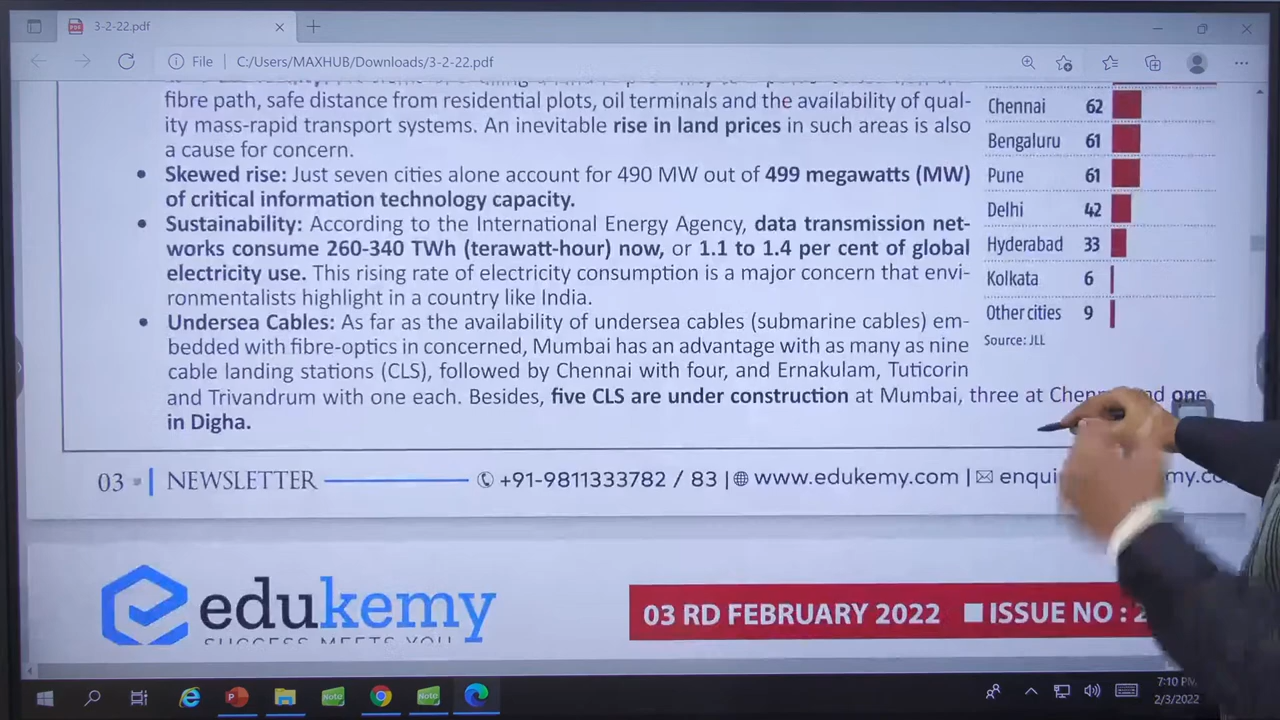 3-2-22.pdf
File C:/Users/MAXHUB/Downloads/3-2-22.pdf
fibre path, safe distance from residential plots, oil terminals and the availability of qual-
ity mass-rapid transport systems. An inevitable rise in land prices in such areas is also
a cause for concern.
• Skewed rise: Just seven cities alone account for 490 MW out of 499 megawatts (MW)
of critical information technology capacity.
• Sustainability: According to the International Energy Agency, data transmission net-
works consume 260-340 TWh (terawatt-hour) now, or 1.1 to 1.4 per cent of global
electricity use. This rising rate of electricity consumption is a major concern that envi-
ronmentalists highlight in a country like India.
• Undersea Cables: As far as the availability of undersea cables (submarine cables) em-
bedded with fibre-optics in concerned, Mumbai has an advantage with as many as nine
cable landing stations (CLS), followed by Chennai with four, and Ernakulam, Tuticorin
and Trivandrum with one each. Besides, five CLS are under construction at Mumbai, three at one
in Digha.
Chennai 62
Bengaluru 61
Pune 61
Delhi 42
Hyderabad 33
Kolkata 6
Other cities 9
Source: JLL
03 | NEWSLETTER +91-9811333782 / 83 | www.edukemy.com |
edukemy
SUCCESS MEETS YOU
03 RD FEBRUARY 2022 ISSUE NO :
7:10 PM
2/3/2022